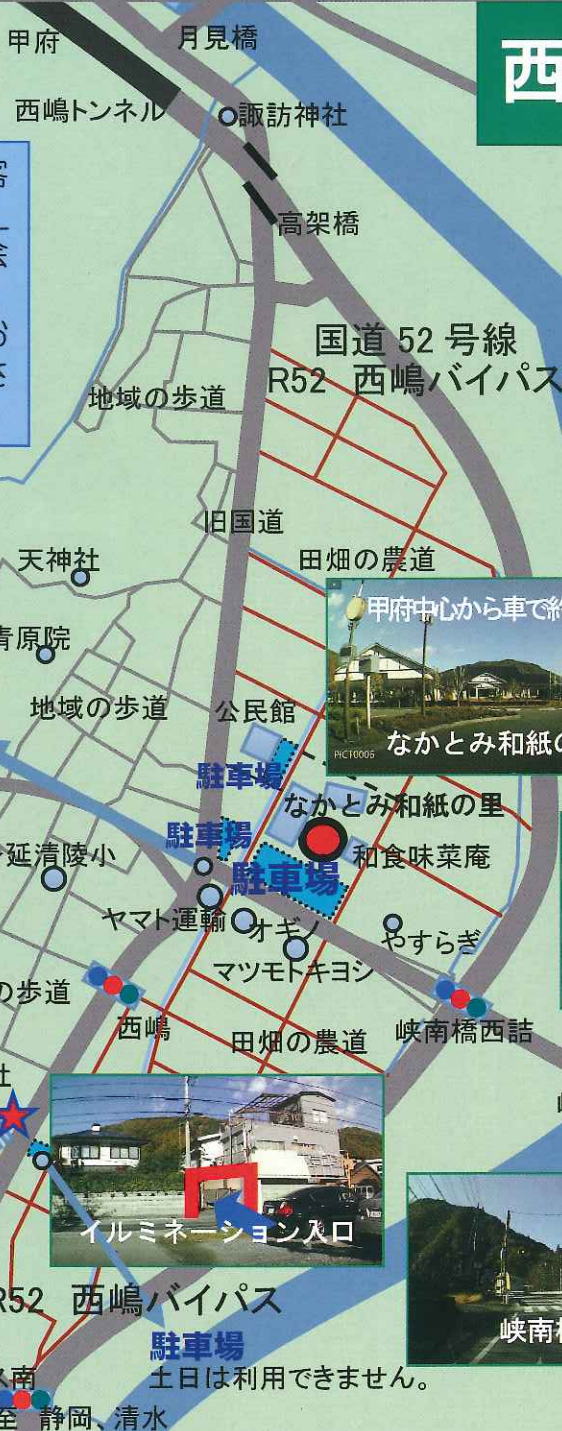 甲府
月見橋
西
西嶋トンネル
諏訪神社
高架橋
お
国道 52 号線
R52 西嶋バイパス
地域の歩道
旧国道
天神社
田畑の農道
甲府中心から車で約
青原院
地域の歩道
公民館
なかとみ和紙の
PICT0005
駐車場
なかとみ和紙の里
駐車場
延清陵小
和食味菜庵
駐車場
ヤマト運輸
オギノ
やすらぎ
マツモトキヨシ
の歩道
西嶋
田畑の農道
峡南橋西詰
社
イルミネーション入口
R52 西嶋バイパス
峡南橋
駐車場
土日は利用できません。
ス南
至 静岡、清水